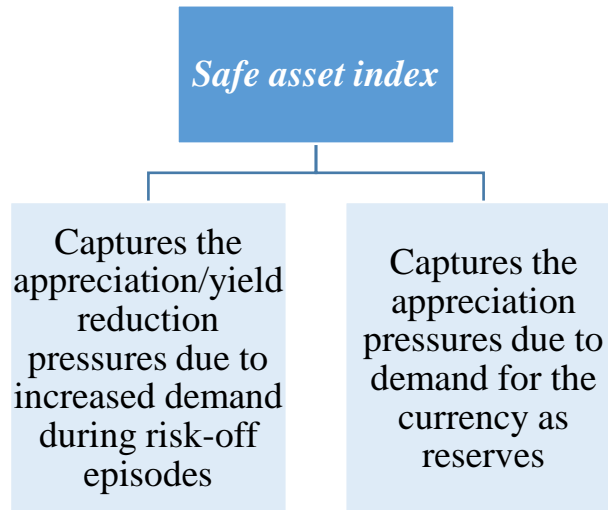 Safe asset index
Captures the
appreciation/yield
reduction
pressures due to
increased demand
during risk-off
episodes
Captures the
appreciation
pressures due to
demand for the
currency as
reserves